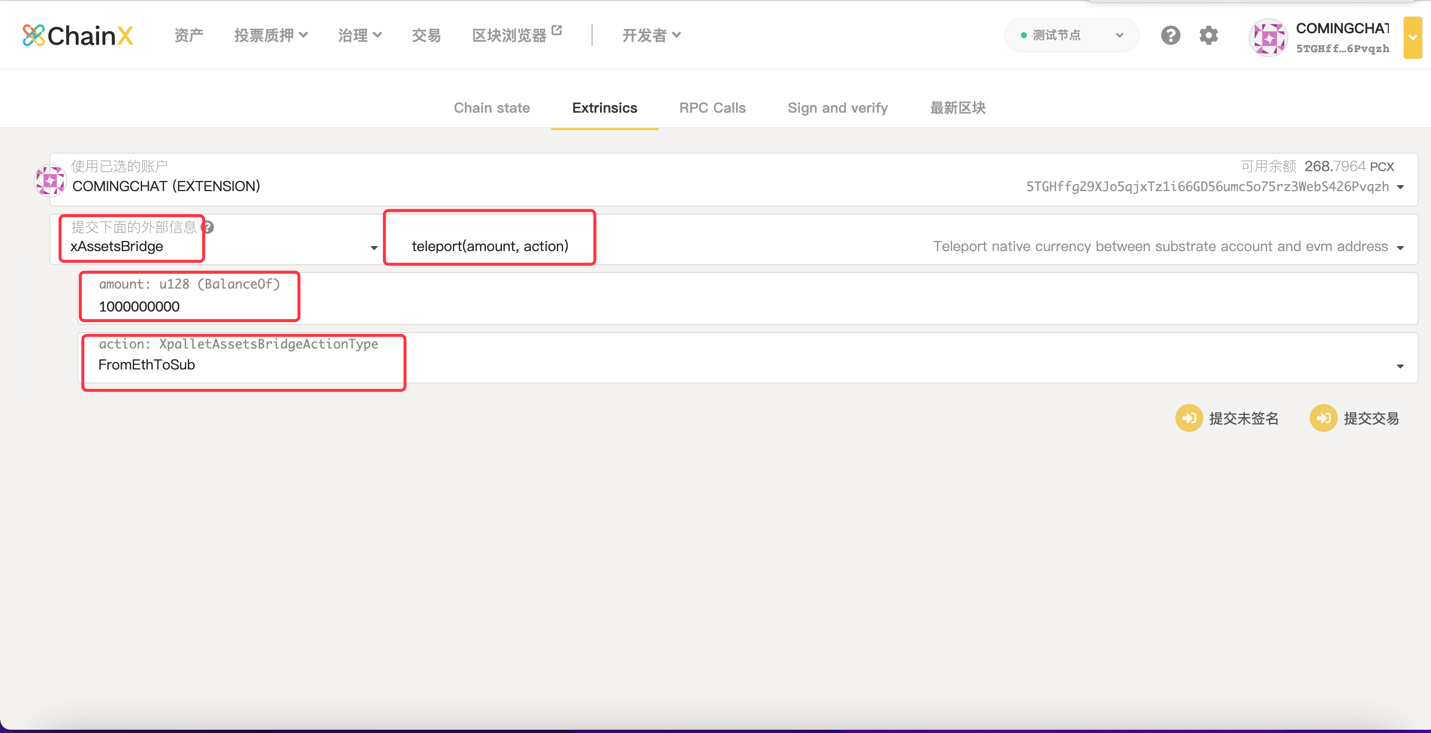 ChainX 资产 投票质押 治理 交易 区块浏览器 开发者 测试节点 COMINGCHAT
5TGHff…6Pvqzh
Chain state Extrinsics RPC Calls Sign and verify 最新区块
使用已选的账户 可用余额 268.7964 PCX
COMINGCHAT (EXTENSION) 5TGHffg29XJo5qjxTz1i66GD56umc5o75rz3WebS426Pvqzh
提交下面的外部信息
xAssetsBridge teleport(amount, action) Teleport native currency between substrate account and evm address
amount: u128 (BalanceOf)
1000000000
action: XpalletAssetsBridgeActionType
FromEthToSub
提交未签名 提交交易